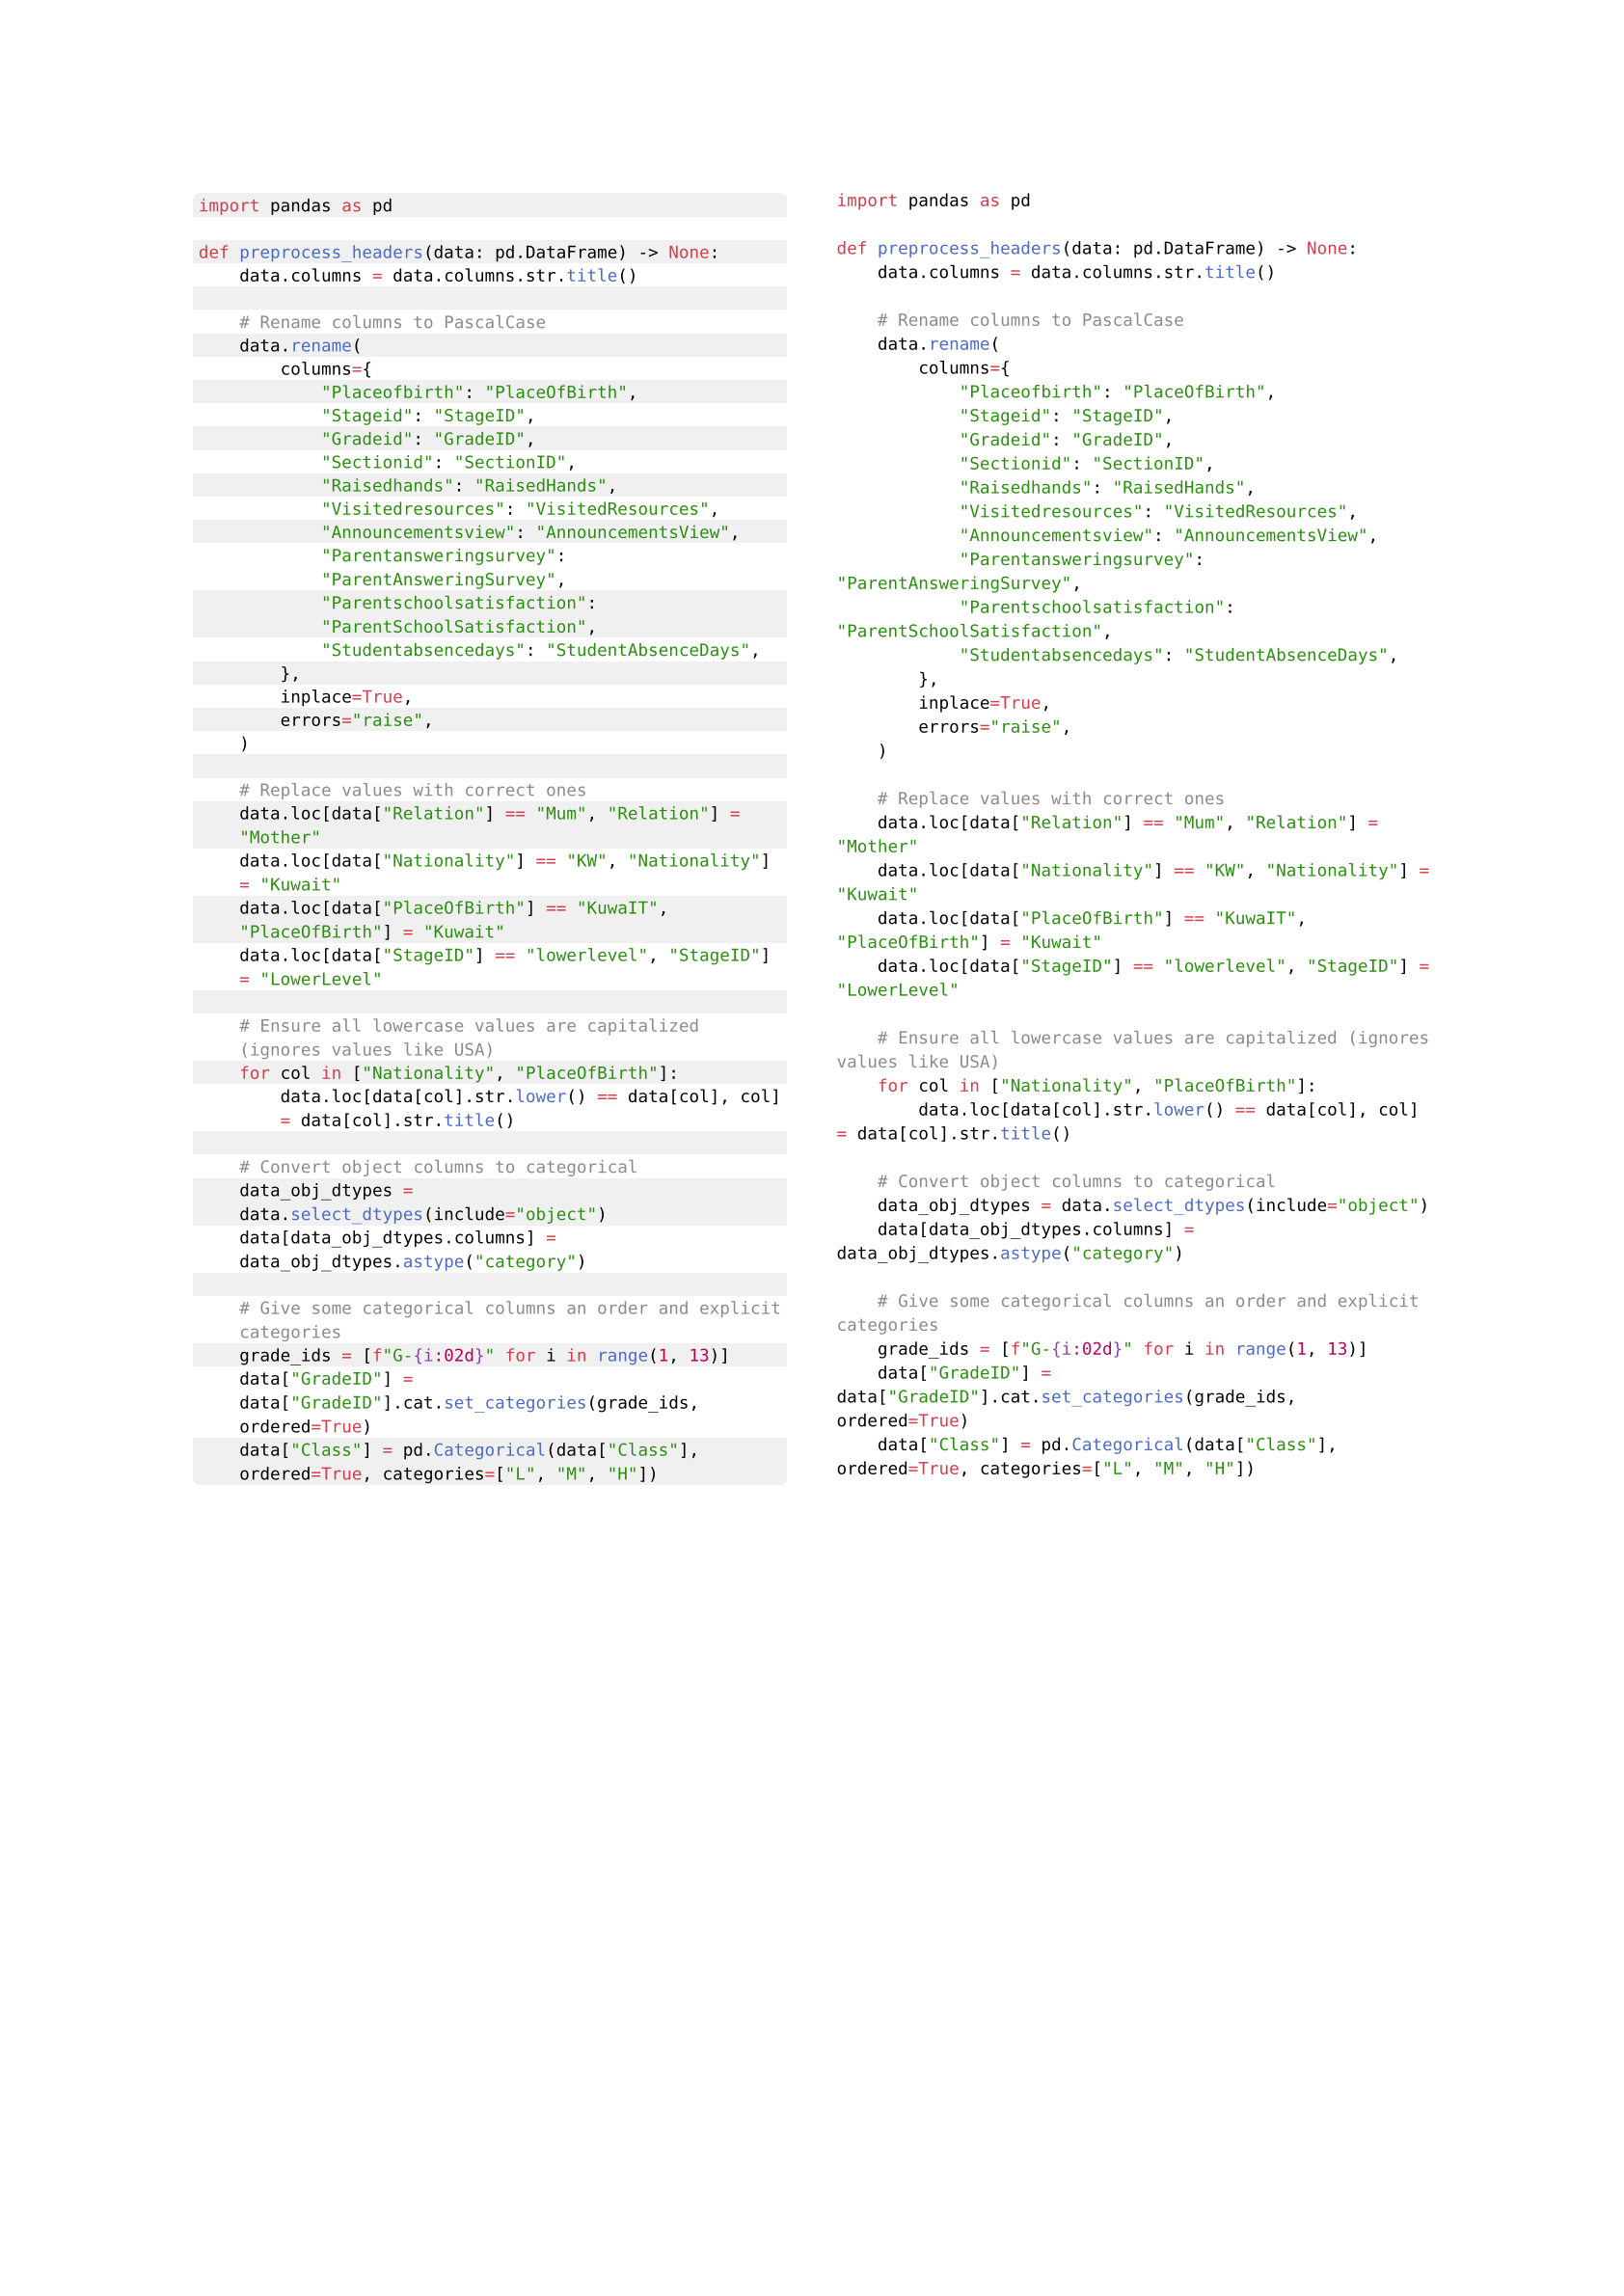 import pandas as pd

def preprocess_headers(data: pd.DataFrame) -> None:
    data.columns = data.columns.str.title()

    # Rename columns to PascalCase
    data.rename(
        columns={
            "Placeofbirth": "PlaceOfBirth",
            "Stageid": "StageID",
            "Gradeid": "GradeID",
            "Sectionid": "SectionID",
            "Raisedhands": "RaisedHands",
            "Visitedresources": "VisitedResources",
            "Announcementsview": "AnnouncementsView",
            "Parentansweringsurvey":
            "ParentAnsweringSurvey",
            "Parentschoolsatisfaction":
            "ParentSchoolSatisfaction",
            "Studentabsencedays": "StudentAbsenceDays",
        },
        inplace=True,
        errors="raise",
    )

    # Replace values with correct ones
    data.loc[data["Relation"] == "Mum", "Relation"] =
    "Mother"
    data.loc[data["Nationality"] == "KW", "Nationality"]
    = "Kuwait"
    data.loc[data["PlaceOfBirth"] == "KuwaIT",
    "PlaceOfBirth"] = "Kuwait"
    data.loc[data["StageID"] == "lowerlevel", "StageID"]
    = "LowerLevel"

    # Ensure all lowercase values are capitalized
    (ignores values like USA)
    for col in ["Nationality", "PlaceOfBirth"]:
        data.loc[data[col].str.lower() == data[col], col]
        = data[col].str.title()

    # Convert object columns to categorical
    data_obj_dtypes =
    data.select_dtypes(include="object")
    data[data_obj_dtypes.columns] =
    data_obj_dtypes.astype("category")

    # Give some categorical columns an order and explicit
    categories
    grade_ids = [f"G-{i:02d}" for i in range(1, 13)]
    data["GradeID"] =
    data["GradeID"].cat.set_categories(grade_ids,
    ordered=True)
    data["Class"] = pd.Categorical(data["Class"],
    ordered=True, categories=["L", "M", "H"])
import pandas as pd

def preprocess_headers(data: pd.DataFrame) -> None:
    data.columns = data.columns.str.title()

    # Rename columns to PascalCase
    data.rename(
        columns={
            "Placeofbirth": "PlaceOfBirth",
            "Stageid": "StageID",
            "Gradeid": "GradeID",
            "Sectionid": "SectionID",
            "Raisedhands": "RaisedHands",
            "Visitedresources": "VisitedResources",
            "Announcementsview": "AnnouncementsView",
            "Parentansweringsurvey":
"ParentAnsweringSurvey",
            "Parentschoolsatisfaction":
"ParentSchoolSatisfaction",
            "Studentabsencedays": "StudentAbsenceDays",
        },
        inplace=True,
        errors="raise",
    )

    # Replace values with correct ones
    data.loc[data["Relation"] == "Mum", "Relation"] =
"Mother"
    data.loc[data["Nationality"] == "KW", "Nationality"] =
"Kuwait"
    data.loc[data["PlaceOfBirth"] == "KuwaIT",
"PlaceOfBirth"] = "Kuwait"
    data.loc[data["StageID"] == "lowerlevel", "StageID"] =
"LowerLevel"

    # Ensure all lowercase values are capitalized (ignores
values like USA)
    for col in ["Nationality", "PlaceOfBirth"]:
        data.loc[data[col].str.lower() == data[col], col]
= data[col].str.title()

    # Convert object columns to categorical
    data_obj_dtypes = data.select_dtypes(include="object")
    data[data_obj_dtypes.columns] =
data_obj_dtypes.astype("category")

    # Give some categorical columns an order and explicit
categories
    grade_ids = [f"G-{i:02d}" for i in range(1, 13)]
    data["GradeID"] =
data["GradeID"].cat.set_categories(grade_ids,
ordered=True)
    data["Class"] = pd.Categorical(data["Class"],
ordered=True, categories=["L", "M", "H"])